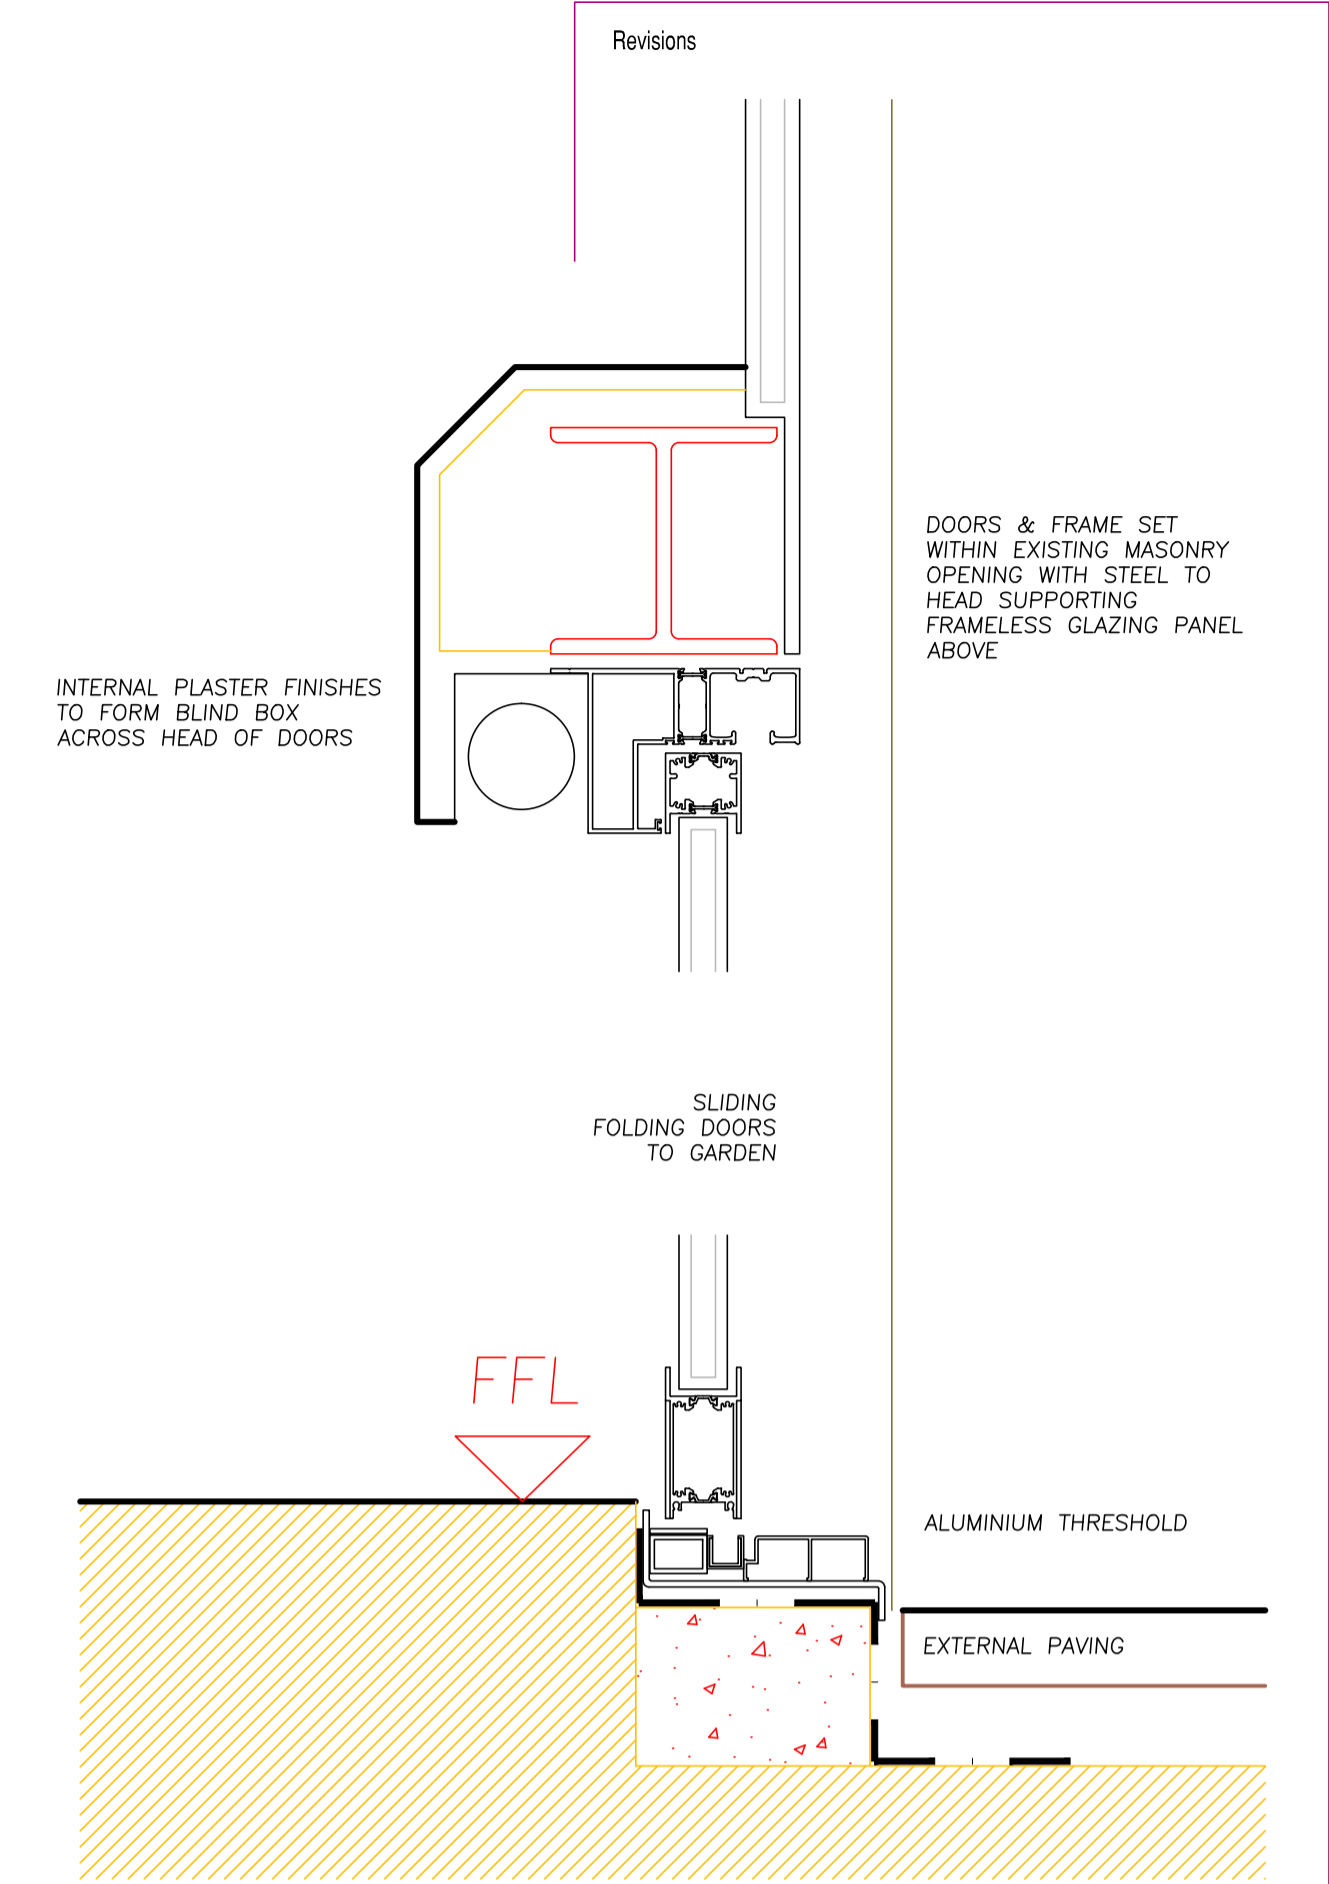 Revisions
DOORS & FRAME SET
WITHIN EXISTING MASONRY
OPENING WITH STEEL TO
HEAD SUPPORTING
FRAMELESS GLAZING PANEL
ABOVE
INTERNAL PLASTER FINISHES
TO FORM BLIND BOX
ACROSS HEAD OF DOORS
SLIDING
FOLDING DOORS
TO GARDEN
FFL
ALUMINIUM THRESHOLD
EXTERNAL PAVING